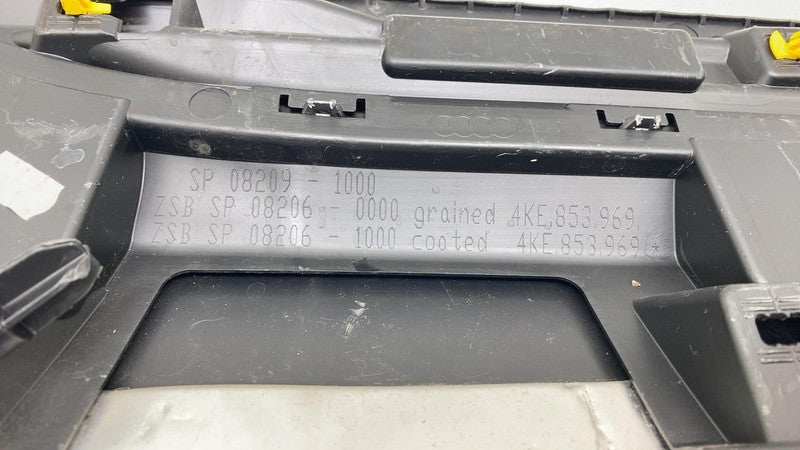 SP 08209 - 1000
ZSB SP 08206 - 0000 grained 4KE.853.969.
ZSB SP 08206 - 1000 coated 4KE.853.969